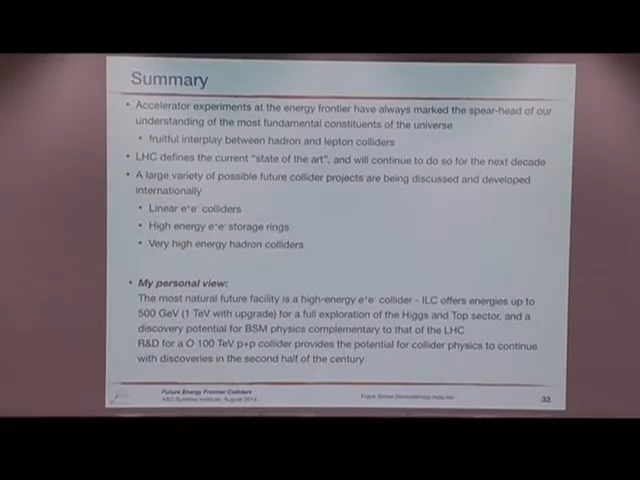 Summary
• Accelerator experiments at the energy frontier have always marked the spear-head of our
understanding of the most fundamental constituents of the universe
• fruitful interplay between hadron and lepton colliders
• LHC defines the current "state of the art", and will continue to do so for the next decade
• A large variety of possible future collider projects are being discussed and developed
internationally
• Linear e⁺e⁻ colliders
• High energy e⁺e⁻ storage rings
• Very high energy hadron colliders
• My personal view:
The most natural future facility is a high-energy e⁺e⁻ collider - ILC offers energies up to
500 GeV (1 TeV with upgrade) for a full exploration of the Higgs and Top sector, and a
discovery potential for BSM physics complementary to that of the LHC
R&D for a O 100 TeV p+p collider provides the potential for collider physics to continue
with discoveries in the second half of the century
Future Energy Frontier Colliders
Summer Institute, August 2014
Frank Simon
33